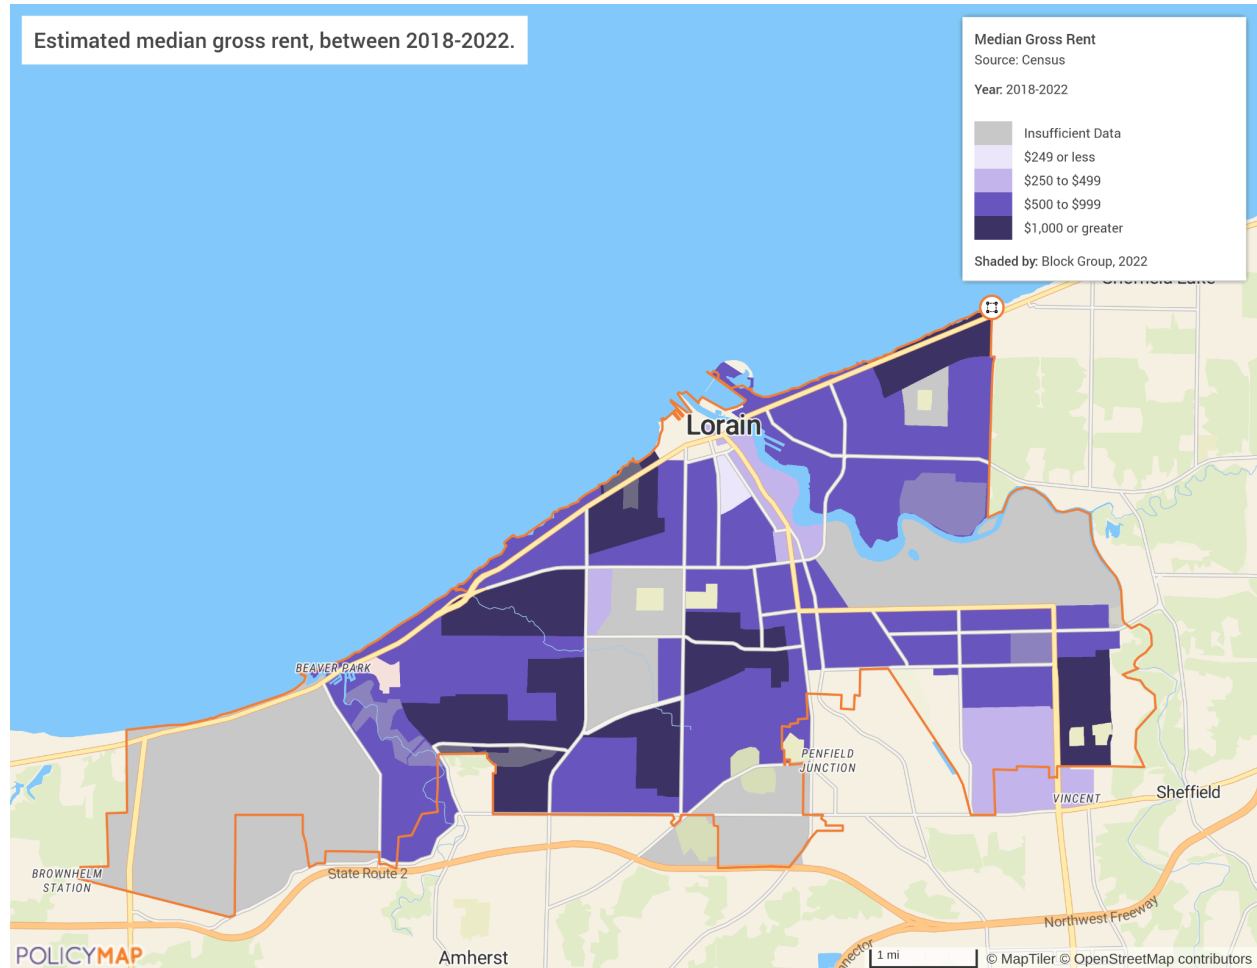 Estimated median gross rent, between 2018-2022.
Median Gross Rent
Source: Census
Year: 2018-2022
Insufficient Data
$249 or less
$250 to $499
$500 to $999
$1,000 or greater
Shaded by: Block Group, 2022
Lorain
BEAVER PARK
PENFIELD
JUNCTION
VINCENT
Sheffield
BROWNHELM
STATION
State Route 2
Northwest Freeway
Amherst
POLICYMAP
1 mi
© MapTiler © OpenStreetMap contributors